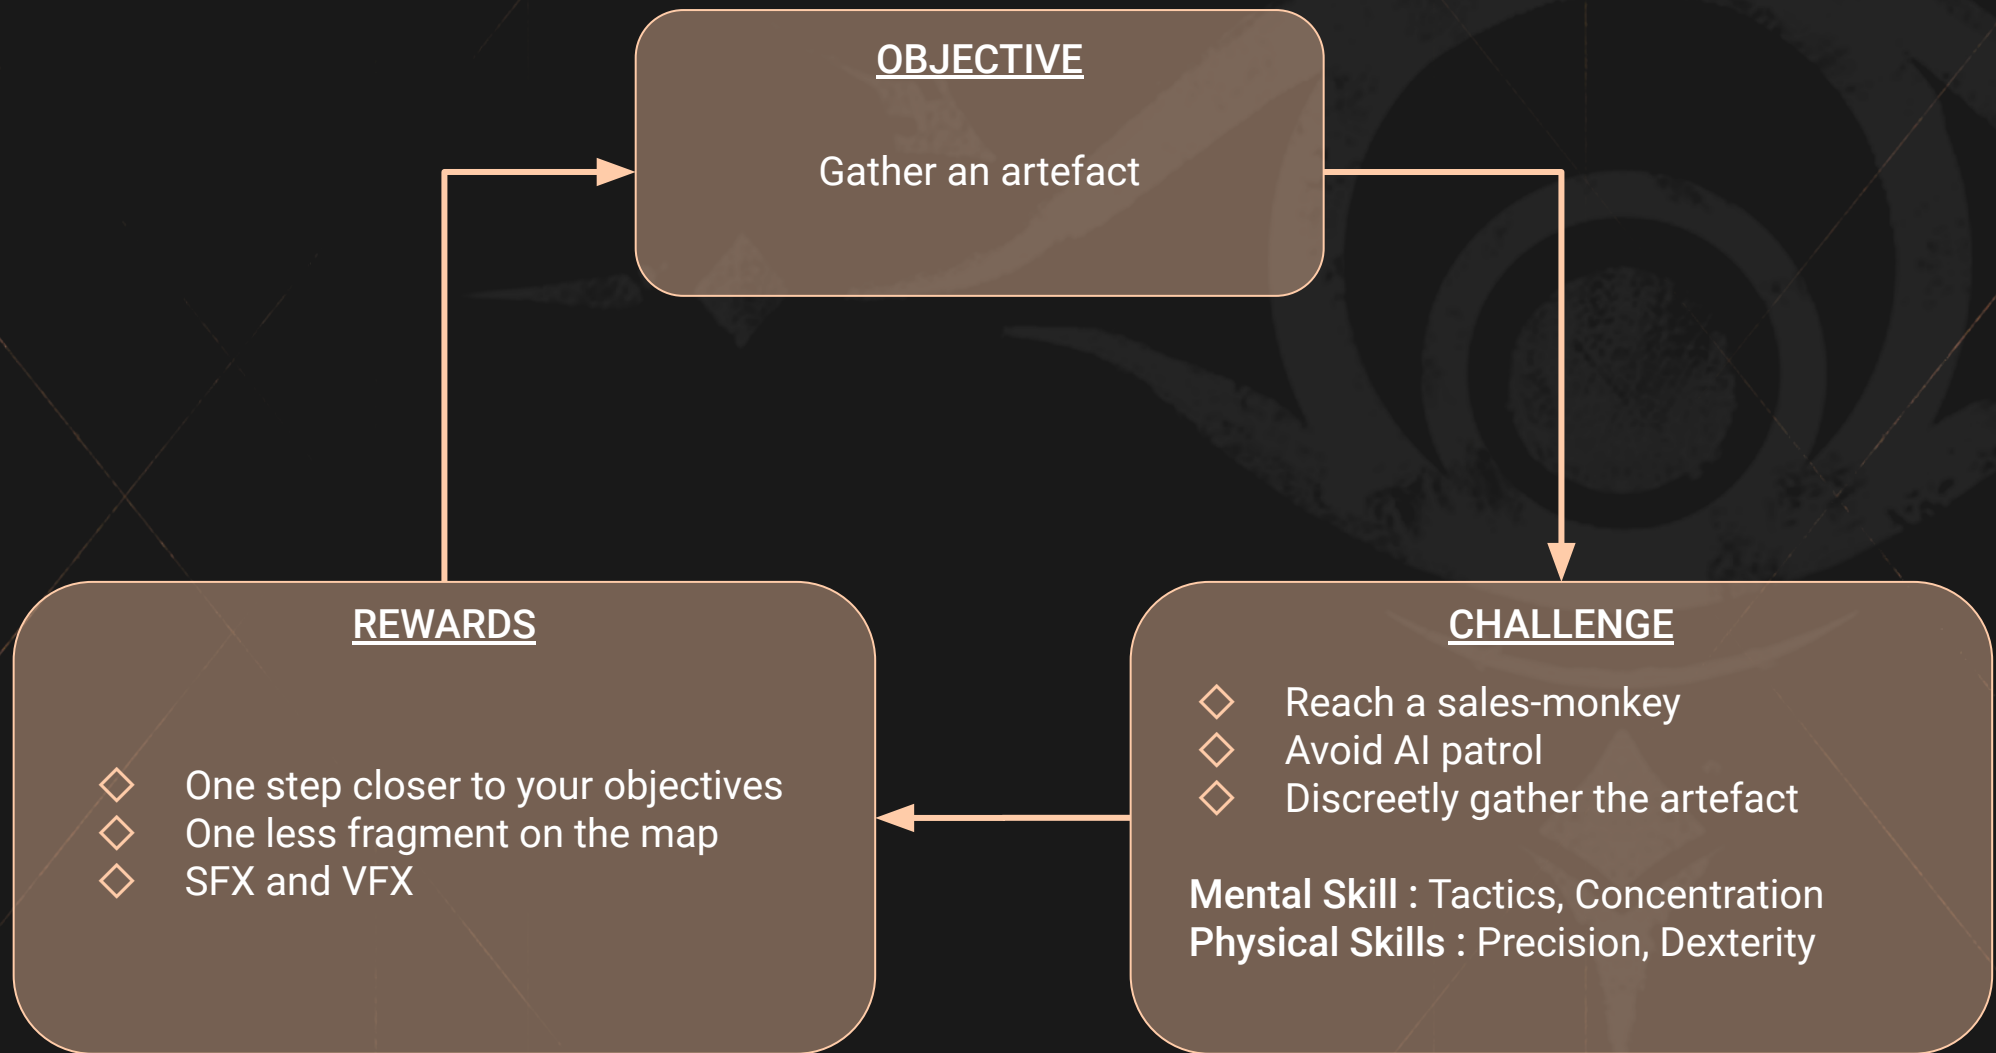 OBJECTIVE
Gather an artefact
REWARDS
One step closer to your objectives
One less fragment on the map
SFX and VFX
CHALLENGE
Reach a sales-monkey
Avoid AI patrol
Discreetly gather the artefact
Mental Skill : Tactics, Concentration
Physical Skills : Precision, Dexterity